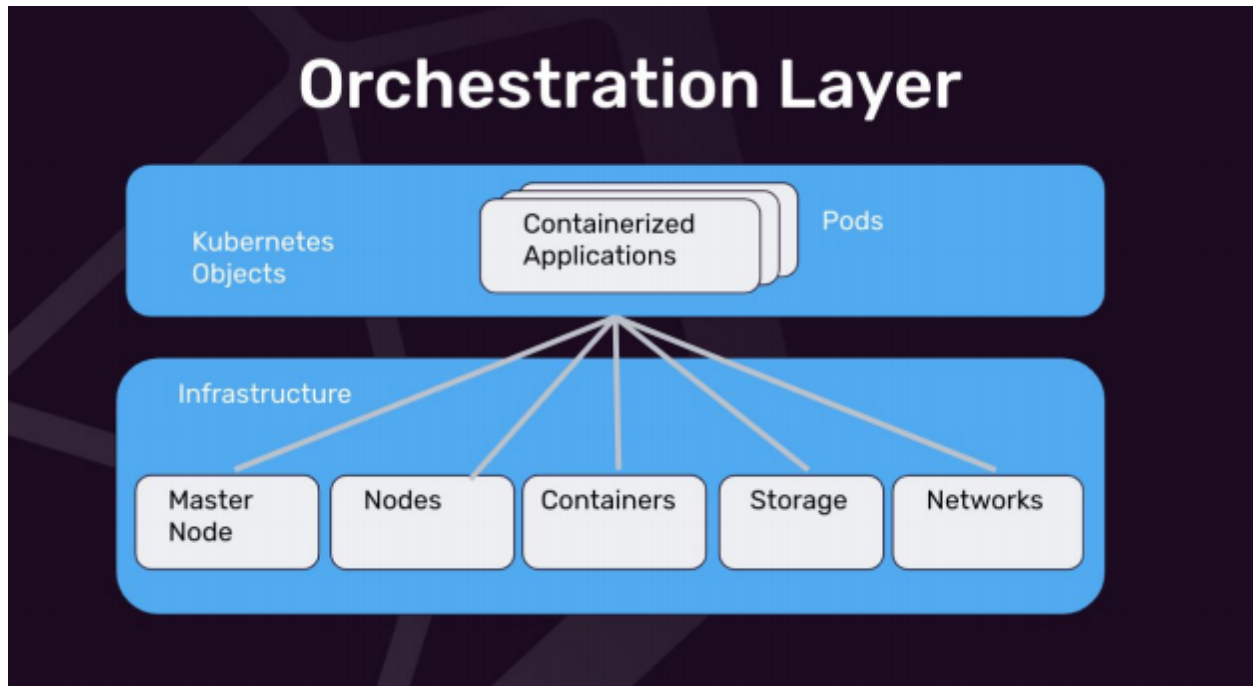 Orchestration Layer
Kubernetes
Objects
Containerized
Applications
Pods
Infrastructure
Master
Node
Nodes
Containers
Storage
Networks